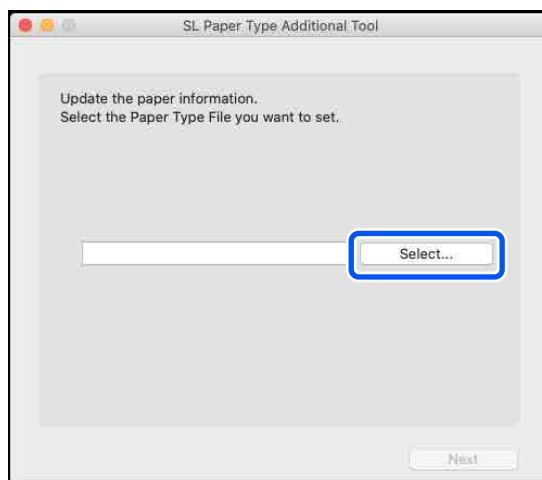 SL Paper Type Additional Tool
Update the paper information.
Select the Paper Type File you want to set.
Select...
Next